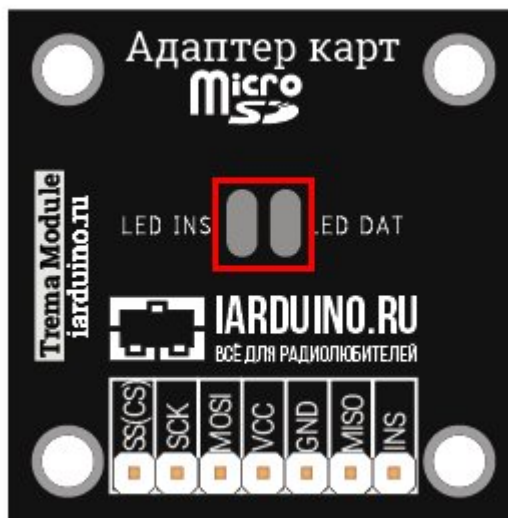 Адаптер карт
Micro
SD
LED INS
LED DAT
Trema Module
iarduino.ru
IARDUINO.RU
ВСЁ ДЛЯ РАДИОЛЮБИТЕЛЕЙ
SS(CS)
SCK
MOSI
VCC
GND
MISO
INS